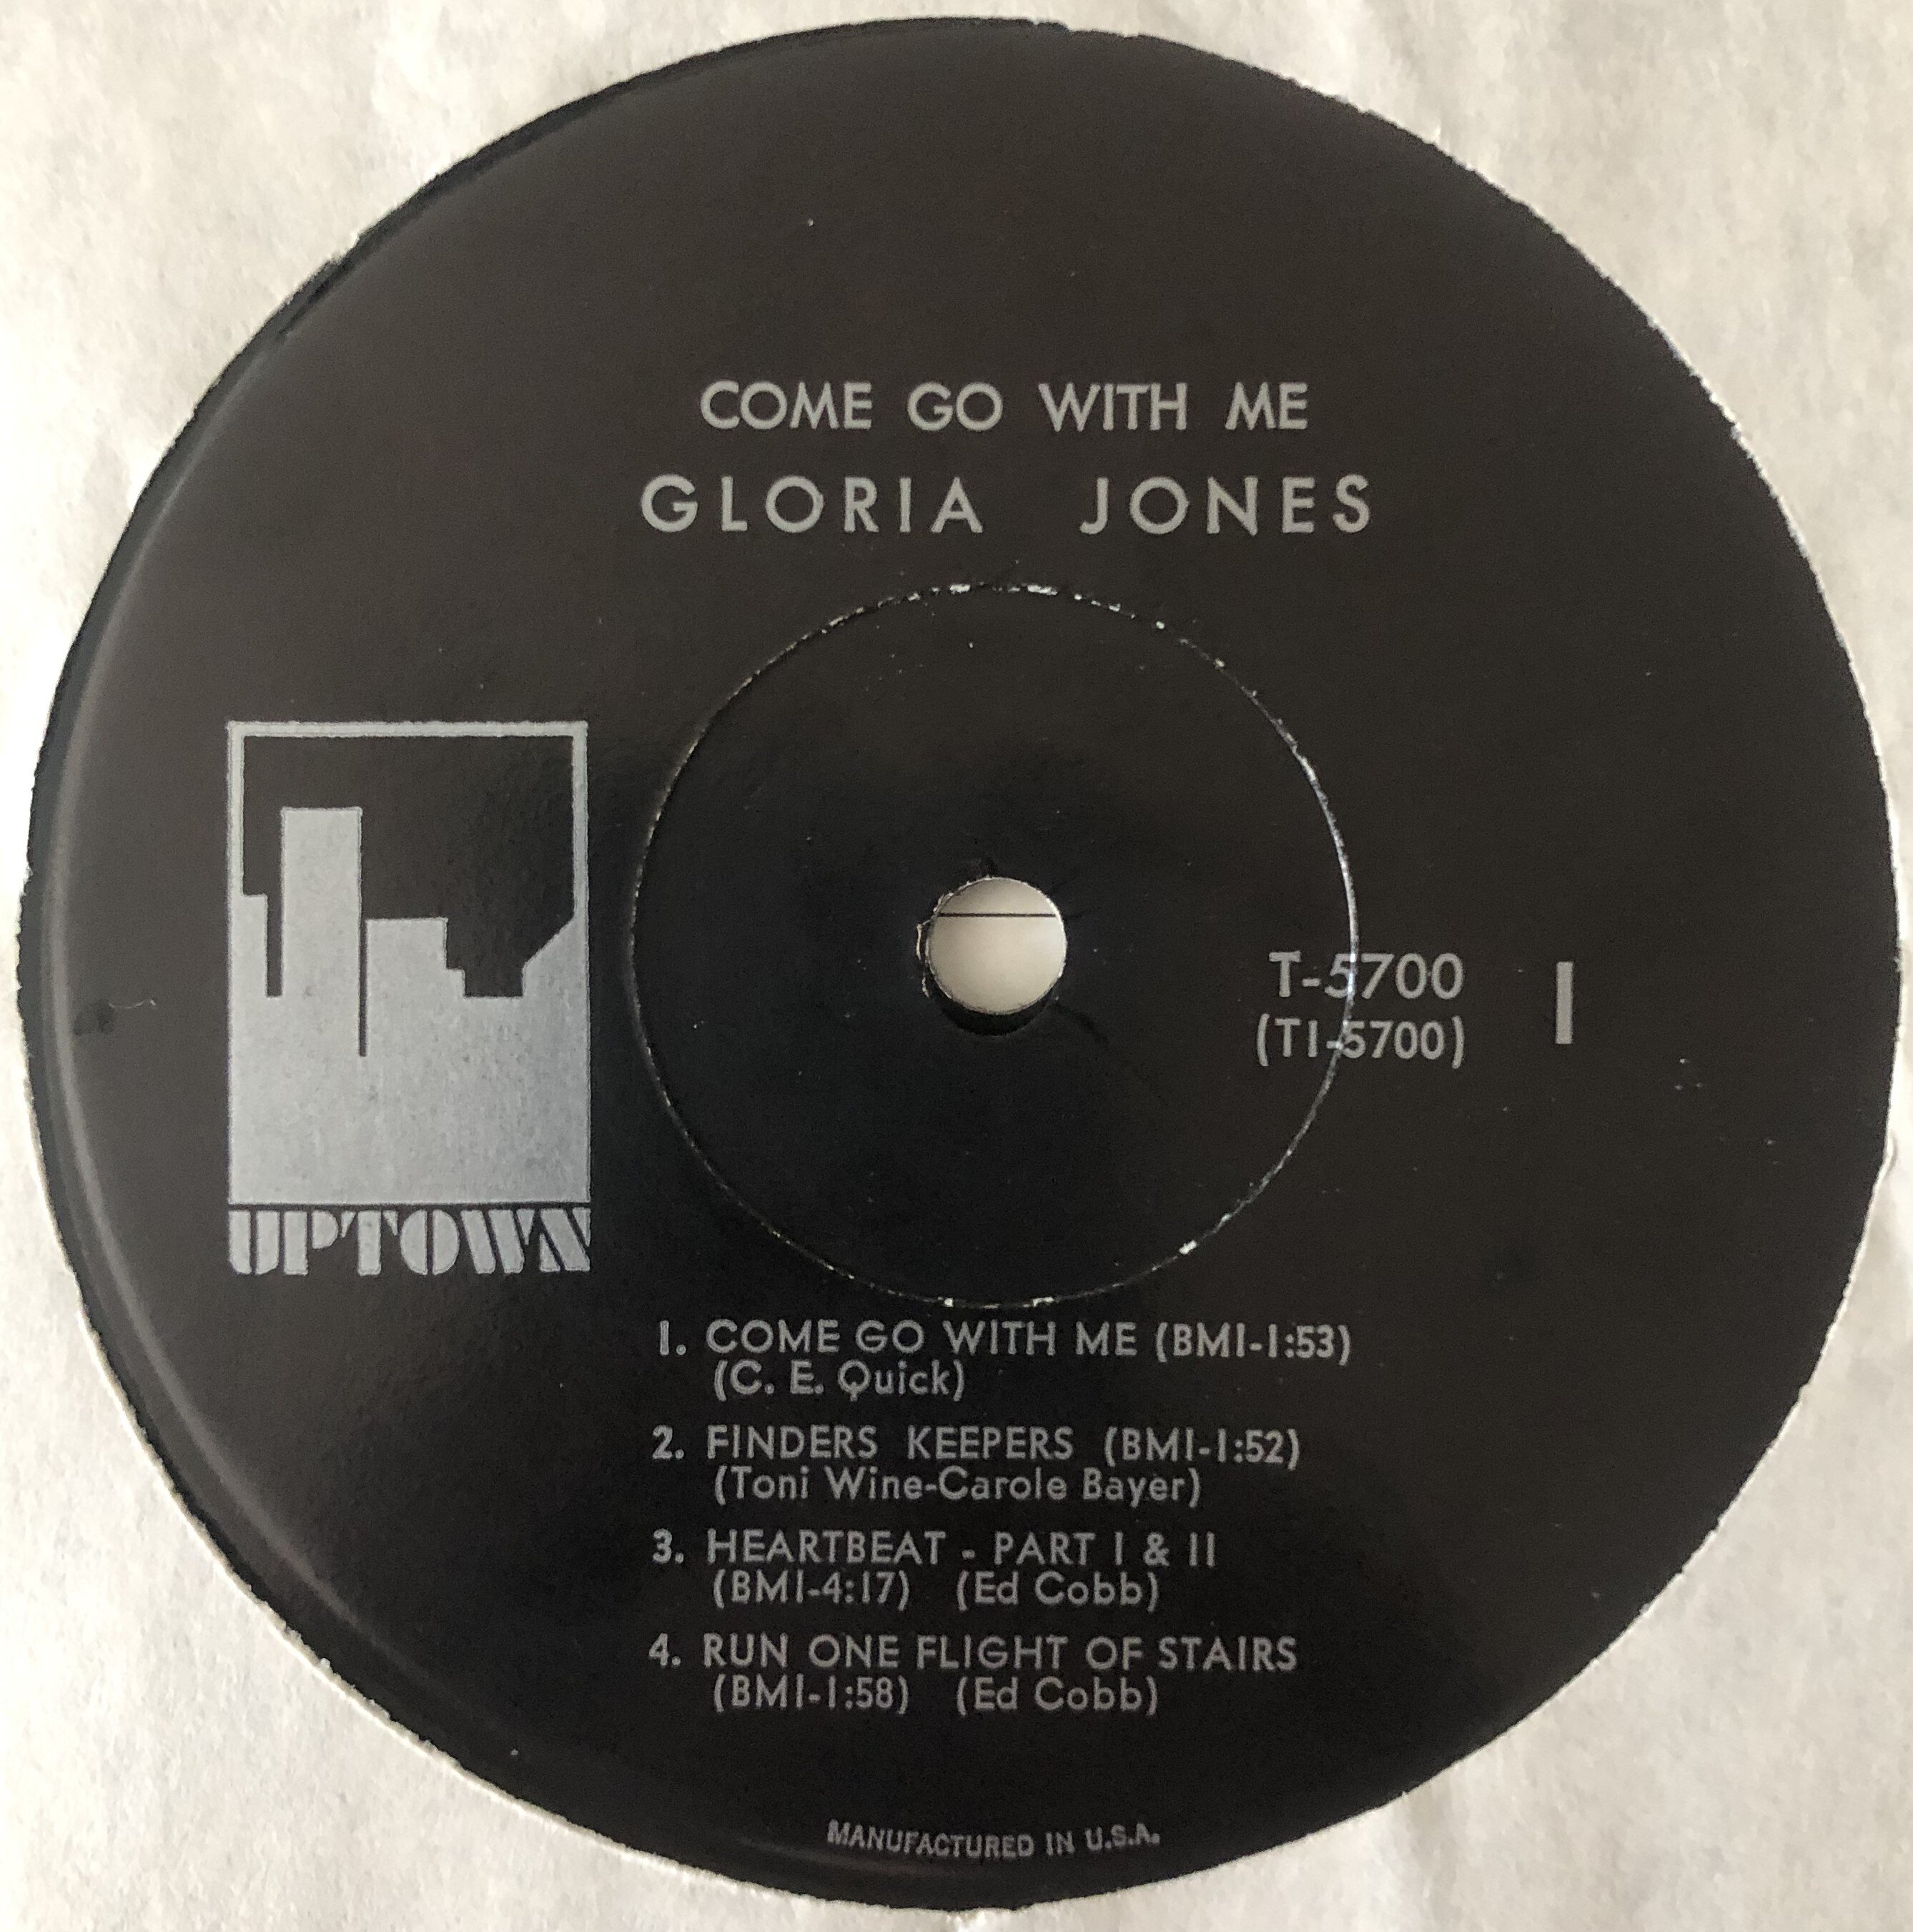 COME GO WITH ME
GLORIA JONES
T-5700
(T1-5700)
1
UPTOWN
1. COME GO WITH ME (BMI-1:53)
(C. E. Quick)
2. FINDERS KEEPERS (BMI-1:52)
(Toni Wine-Carole Bayer)
3. HEARTBEAT - PART I & II
(BMI-4:17) (Ed Cobb)
4. RUN ONE FLIGHT OF STAIRS
(BMI-1:58) (Ed Cobb)
MANUFACTURED IN U.S.A.